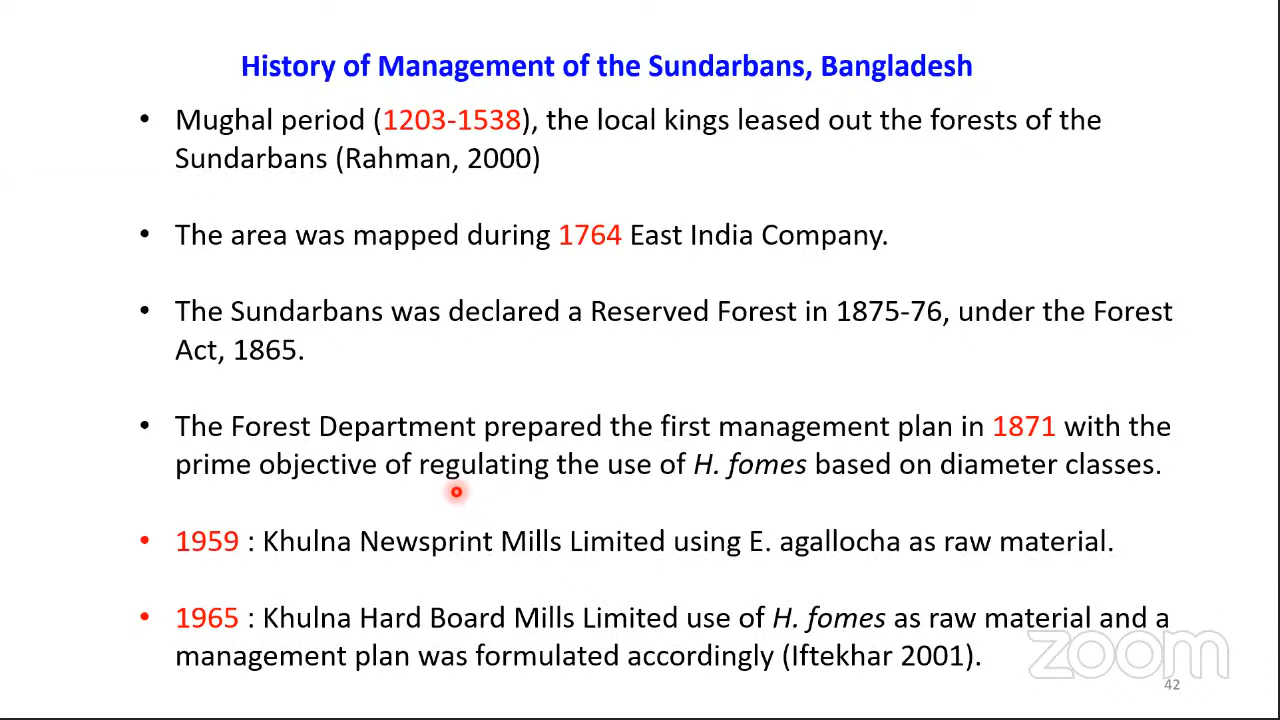 History of Management of the Sundarbans, Bangladesh
• Mughal period (1203-1538), the local kings leased out the forests of the
Sundarbans (Rahman, 2000)
• The area was mapped during 1764 East India Company.
• The Sundarbans was declared a Reserved Forest in 1875-76, under the Forest
Act, 1865.
• The Forest Department prepared the first management plan in 1871 with the
prime objective of regulating the use of H. fomes based on diameter classes.
• 1959 : Khulna Newsprint Mills Limited using E. agallocha as raw material.
• 1965 : Khulna Hard Board Mills Limited use of H. fomes as raw material and a
management plan was formulated accordingly (Iftekhar 2001).
zoom
42